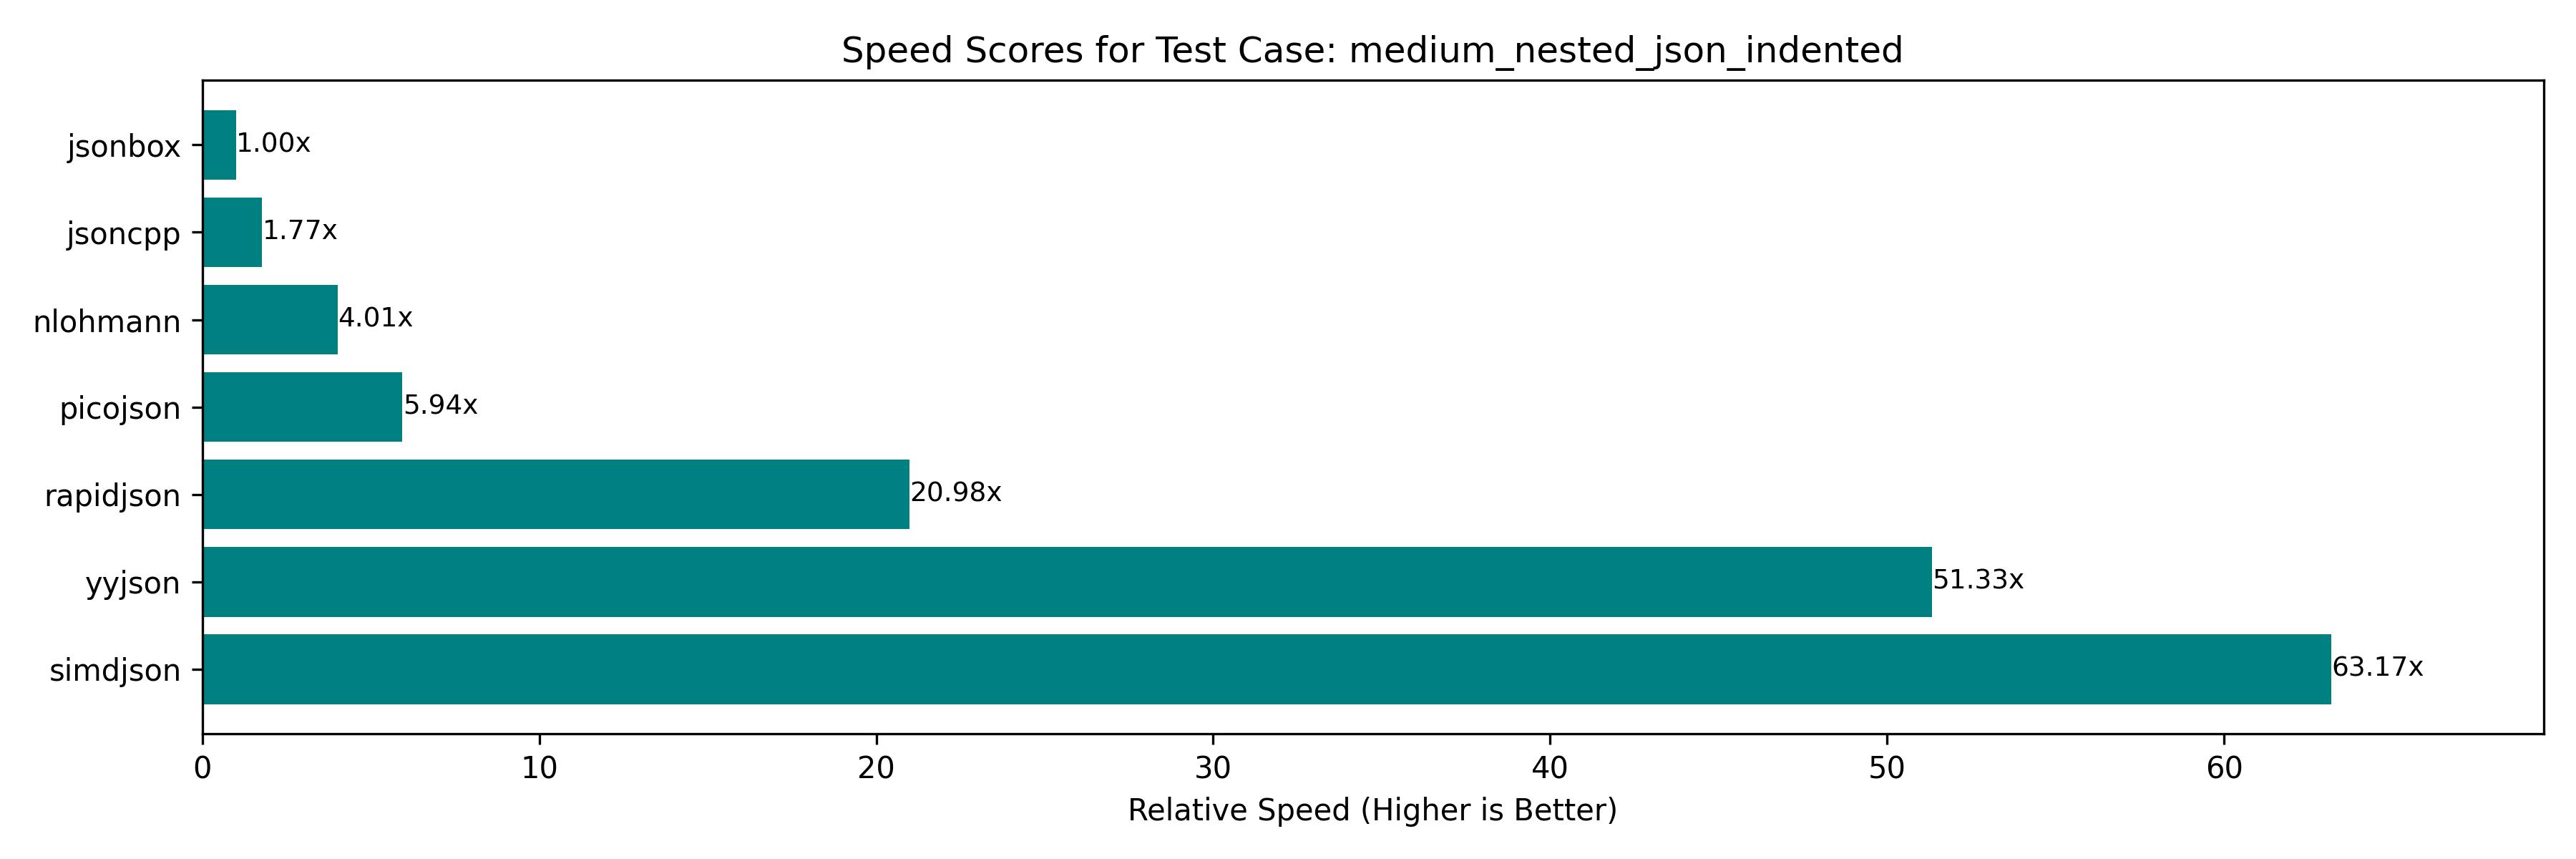 Speed Scores for Test Case: medium_nested_json_indented
jsonbox 1.00x
jsoncpp 1.77x
nlohmann 4.01x
picojson 5.94x
rapidjson 20.98x
yyjson 51.33x
simdjson 63.17x
0 10 20 30 40 50 60
Relative Speed (Higher is Better)